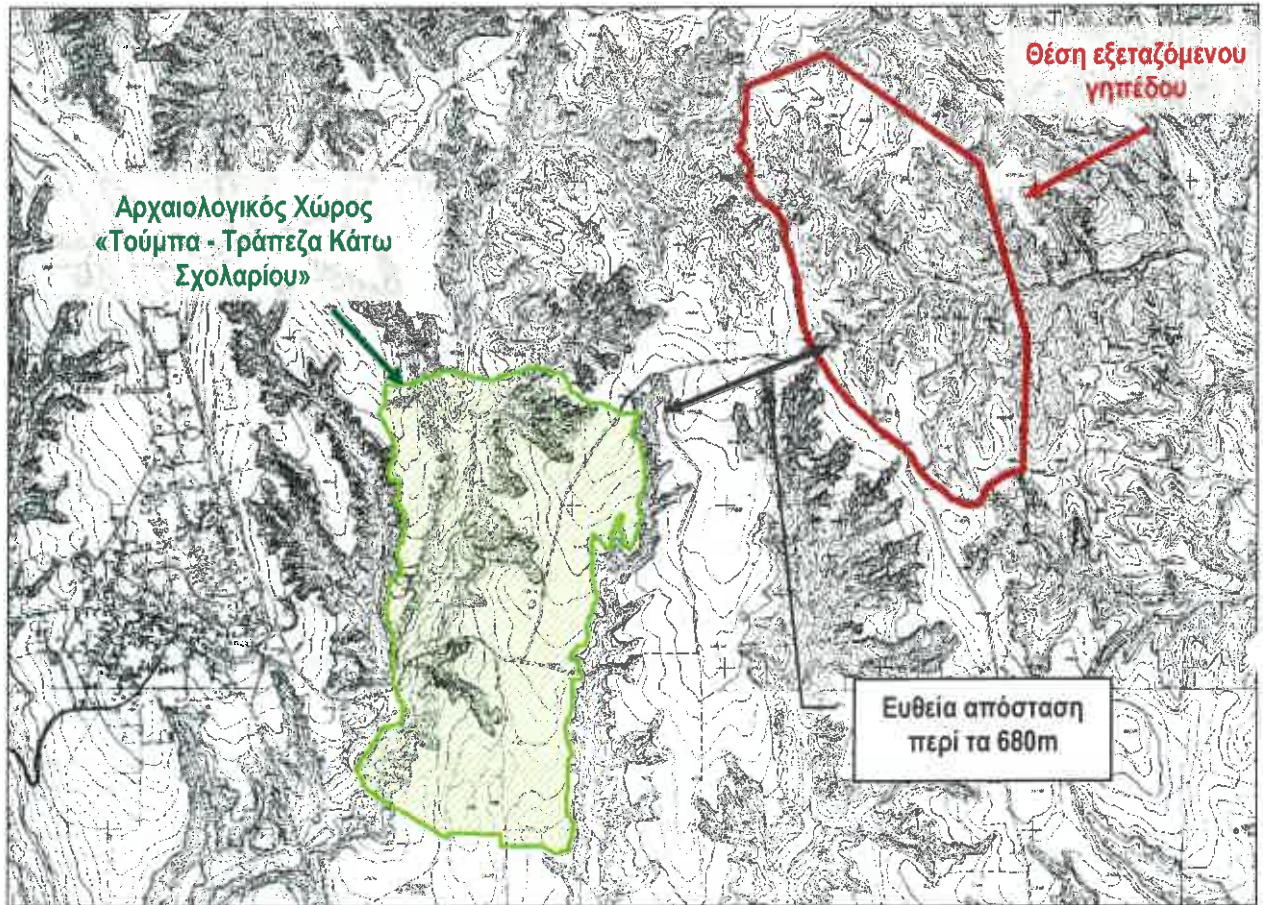 Θέση εξεταζόμενου
γηπέδου
Αρχαιολογικός Χώρος
«Τούμπα - Τράπεζα Κάτω
Σχολαρίου»
Ευθεία απόσταση
περί τα 680m